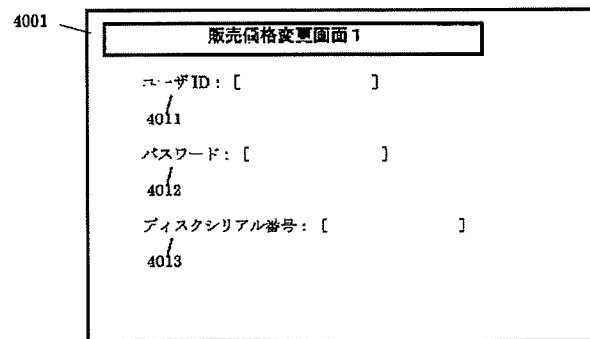 4001
販売価格変更画面1
ユーザID：[ ]
4011
パスワード：[ ]
4012
ディスクシリアル番号：[ ]
4013